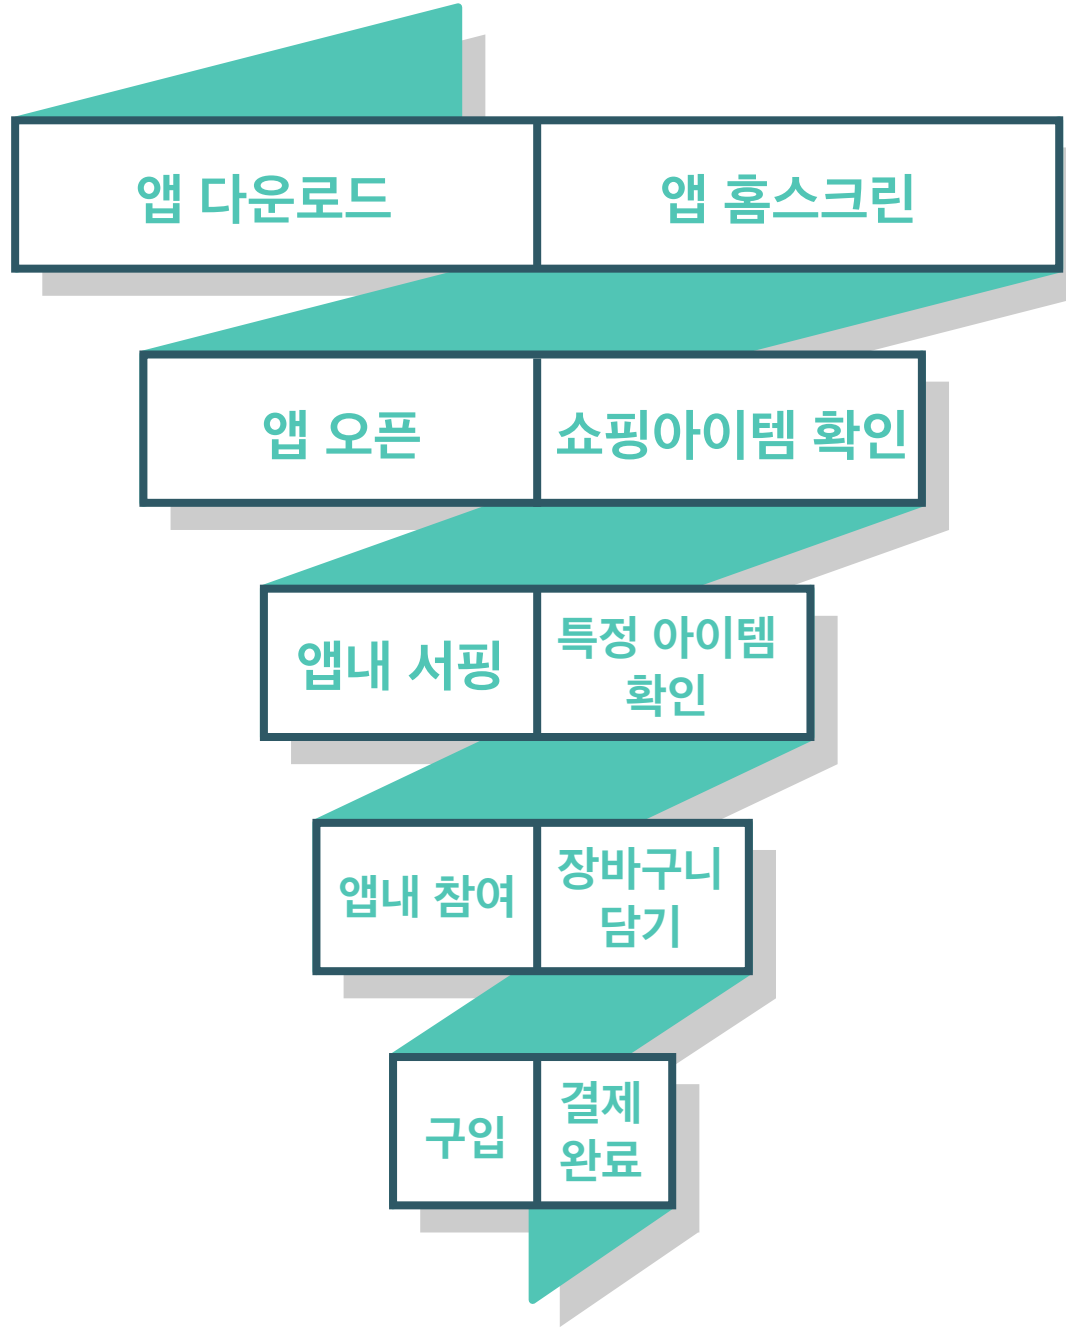 앱 다운로드
앱 홈스크린
앱 오픈
쇼핑아이템 확인
앱내 서핑
특정 아이템
확인
앱내 참여
장바구니
담기
구입
결제
완료